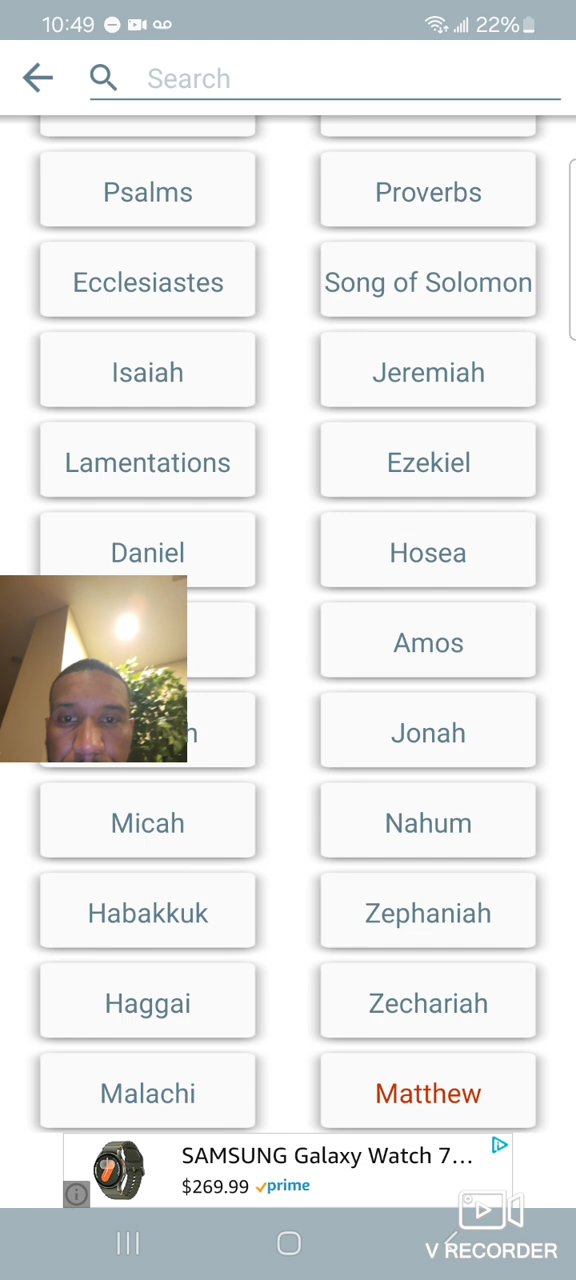 10:49 22%
Search
Psalms Proverbs
Ecclesiastes Song of Solomon
Isaiah Jeremiah
Lamentations Ezekiel
Daniel Hosea
Amos
n Jonah
Micah Nahum
Habakkuk Zephaniah
Haggai Zechariah
Malachi Matthew
SAMSUNG Galaxy Watch 7...
$269.99 prime
V RECORDER